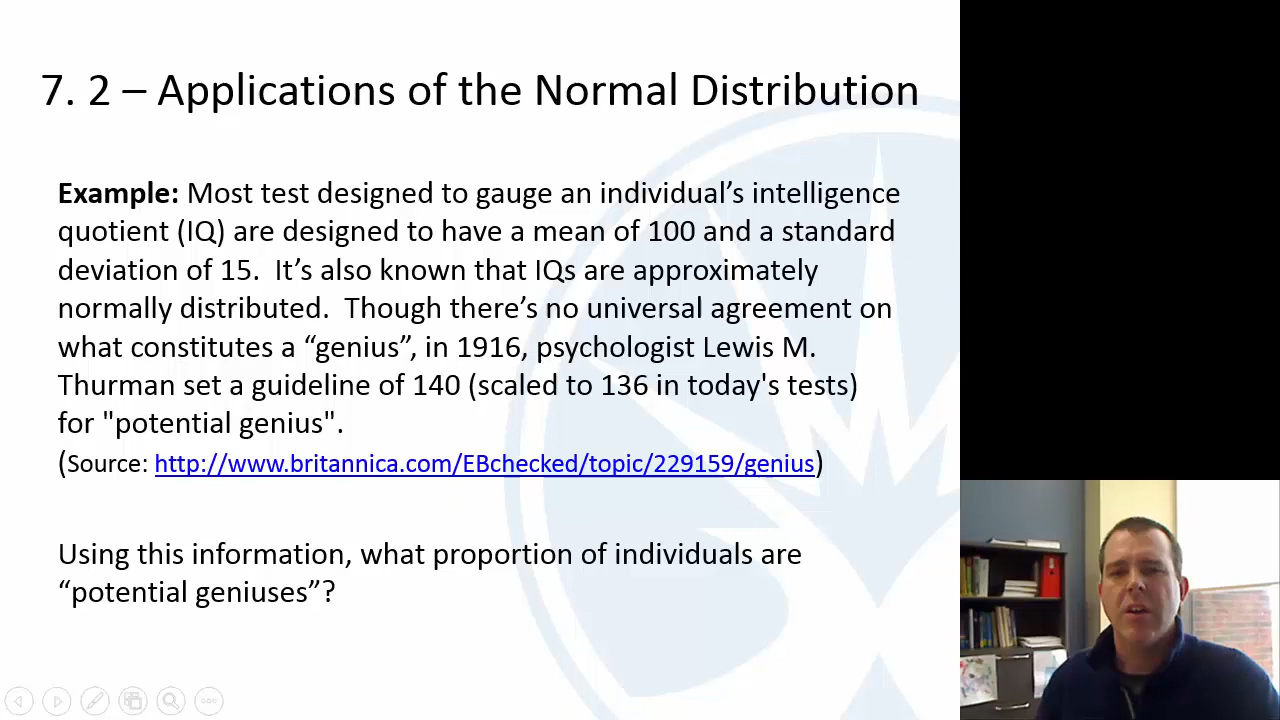 7. 2 – Applications of the Normal Distribution
Example: Most test designed to gauge an individual’s intelligence
quotient (IQ) are designed to have a mean of 100 and a standard
deviation of 15.  It’s also known that IQs are approximately
normally distributed.  Though there’s no universal agreement on
what constitutes a “genius”, in 1916, psychologist Lewis M.
Thurman set a guideline of 140 (scaled to 136 in today's tests)
for "potential genius".
(Source: http://www.britannica.com/EBchecked/topic/229159/genius)
Using this information, what proportion of individuals are
“potential geniuses”?